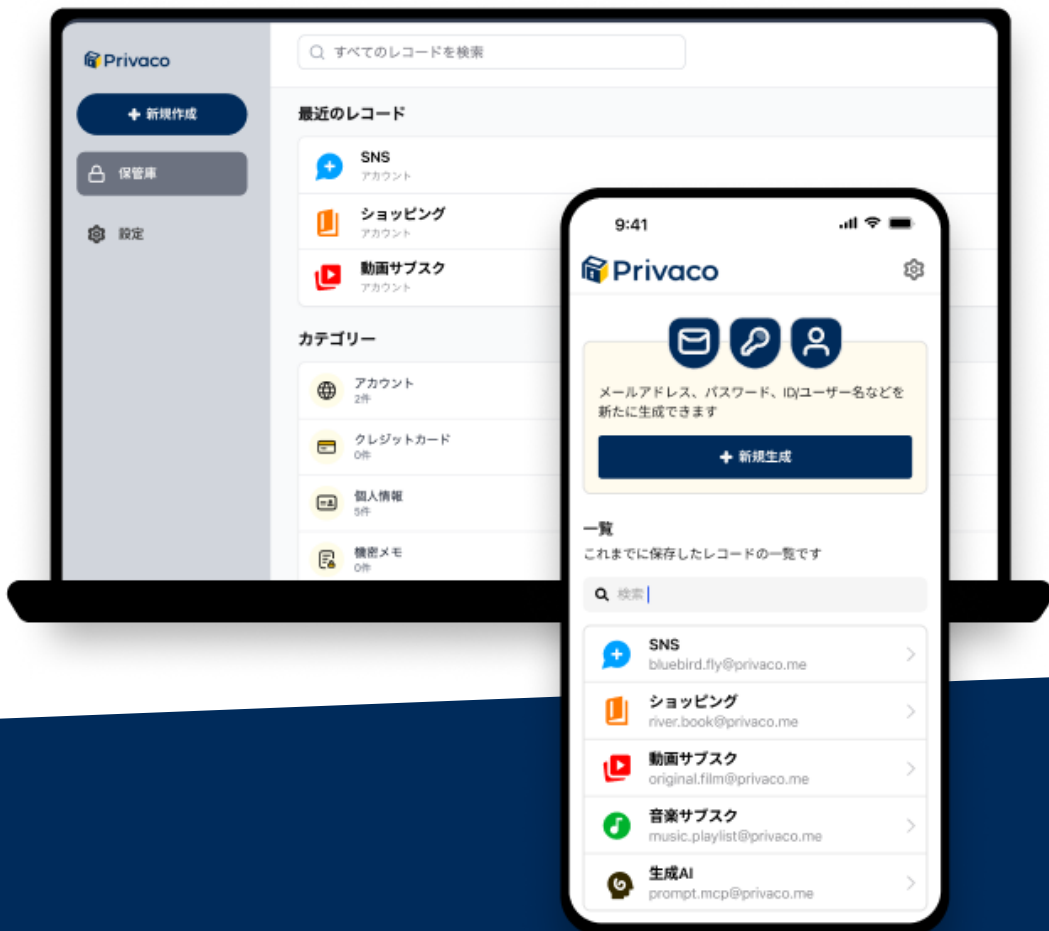 Privaco
新規作成
保管庫
設定
すべてのレコードを検索
最近のレコード
SNS
アカウント
ショッピング
アカウント
動画サブスク
アカウント
カテゴリー
アカウント
2件
クレジットカード
0件
個人情報
5件
機密メモ
0件
9:41
Privaco
メールアドレス、パスワード、ID/ユーザー名などを
新たに生成できます
新規生成
一覧
これまでに保存したレコードの一覧です
検索
SNS
bluebird.fly@privaco.me
ショッピング
river.book@privaco.me
動画サブスク
original.film@privaco.me
音楽サブスク
music.playlist@privaco.me
生成AI
prompt.mcp@privaco.me